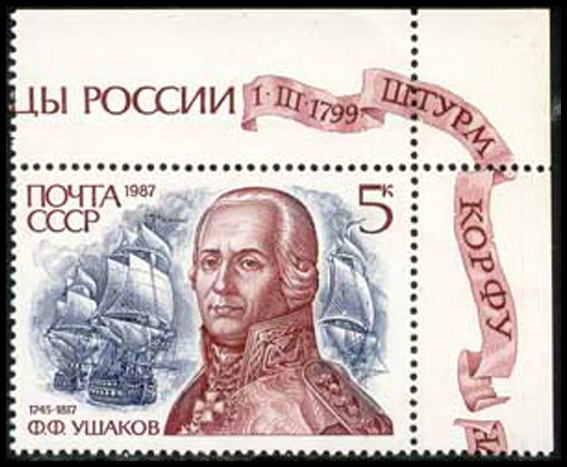 ЦЫ РОССИИ 1·III·1799 ШТУРМ
КОРФУ
ПОЧТА 1987
СССР
5К
1745-1817
Ф.Ф. УШАКОВ